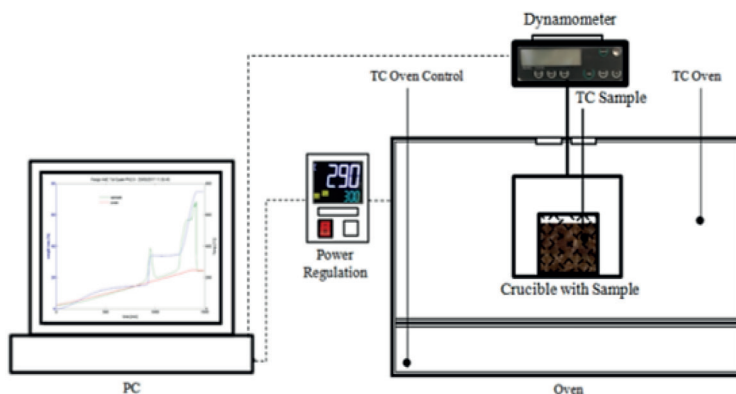 Dynamometer
TC Oven Control
TC Sample
TC Oven
290
300
Power
Regulation
Crucible with Sample
PC
Oven